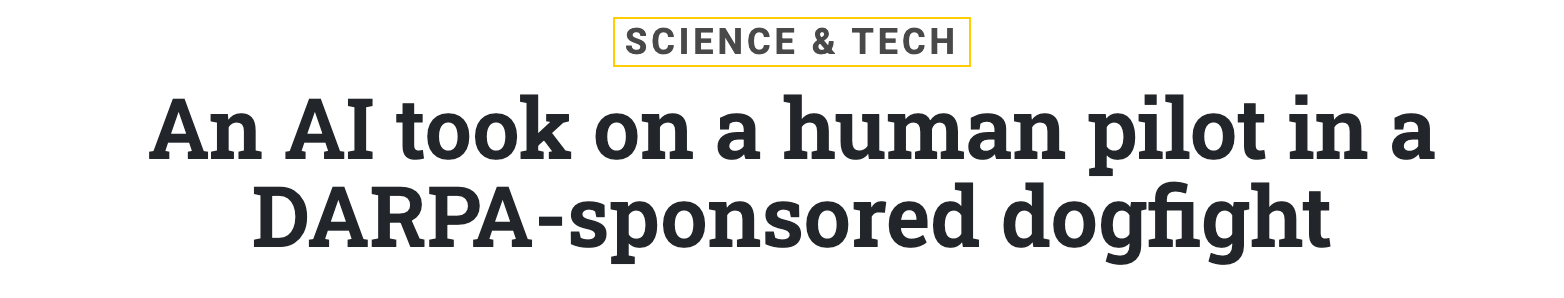 SCIENCE & TECH
An AI took on a human pilot in a
DARPA-sponsored dogfight